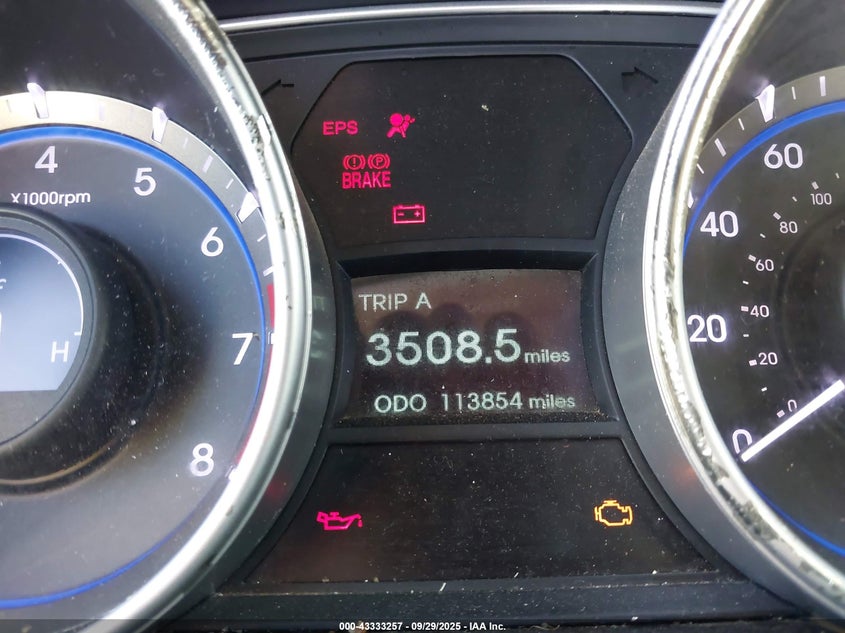 EPS
(!) (P)
BRAKE
- +
4
5
6
7
8
X1000rpm
H
TRIP A
3508.5 miles
ODO 113854 miles
60
40
20
0
100
80
60
40
20
0
000-43333257 - 09/29/2025 - IAA Inc.